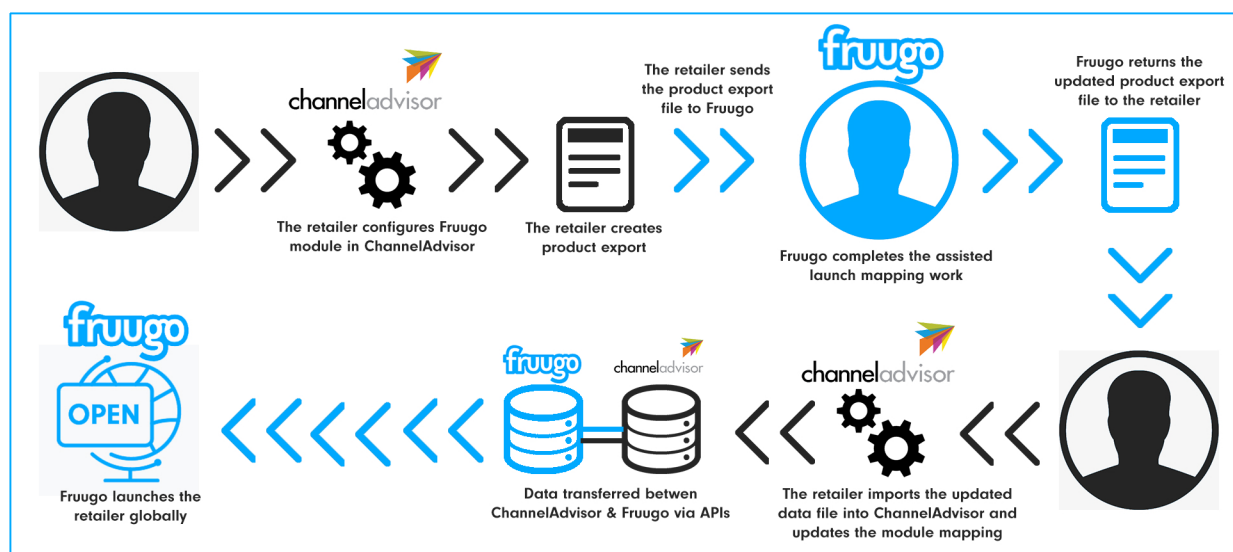 channeladvisor
The retailer configures Fruugo
module in ChannelAdvisor
The retailer creates
product export
The retailer sends
the product export
file to Fruugo
fruugo
Fruugo completes the assisted
launch mapping work
Fruugo returns the
updated product export
file to the retailer
channeladvisor
The retailer imports the updated
data file into ChannelAdvisor and
updates the module mapping
fruugo
channeladvisor
Data transferred betwen
ChannelAdvisor & Fruugo via APIs
fruugo
OPEN
Fruugo launches the
retailer globally